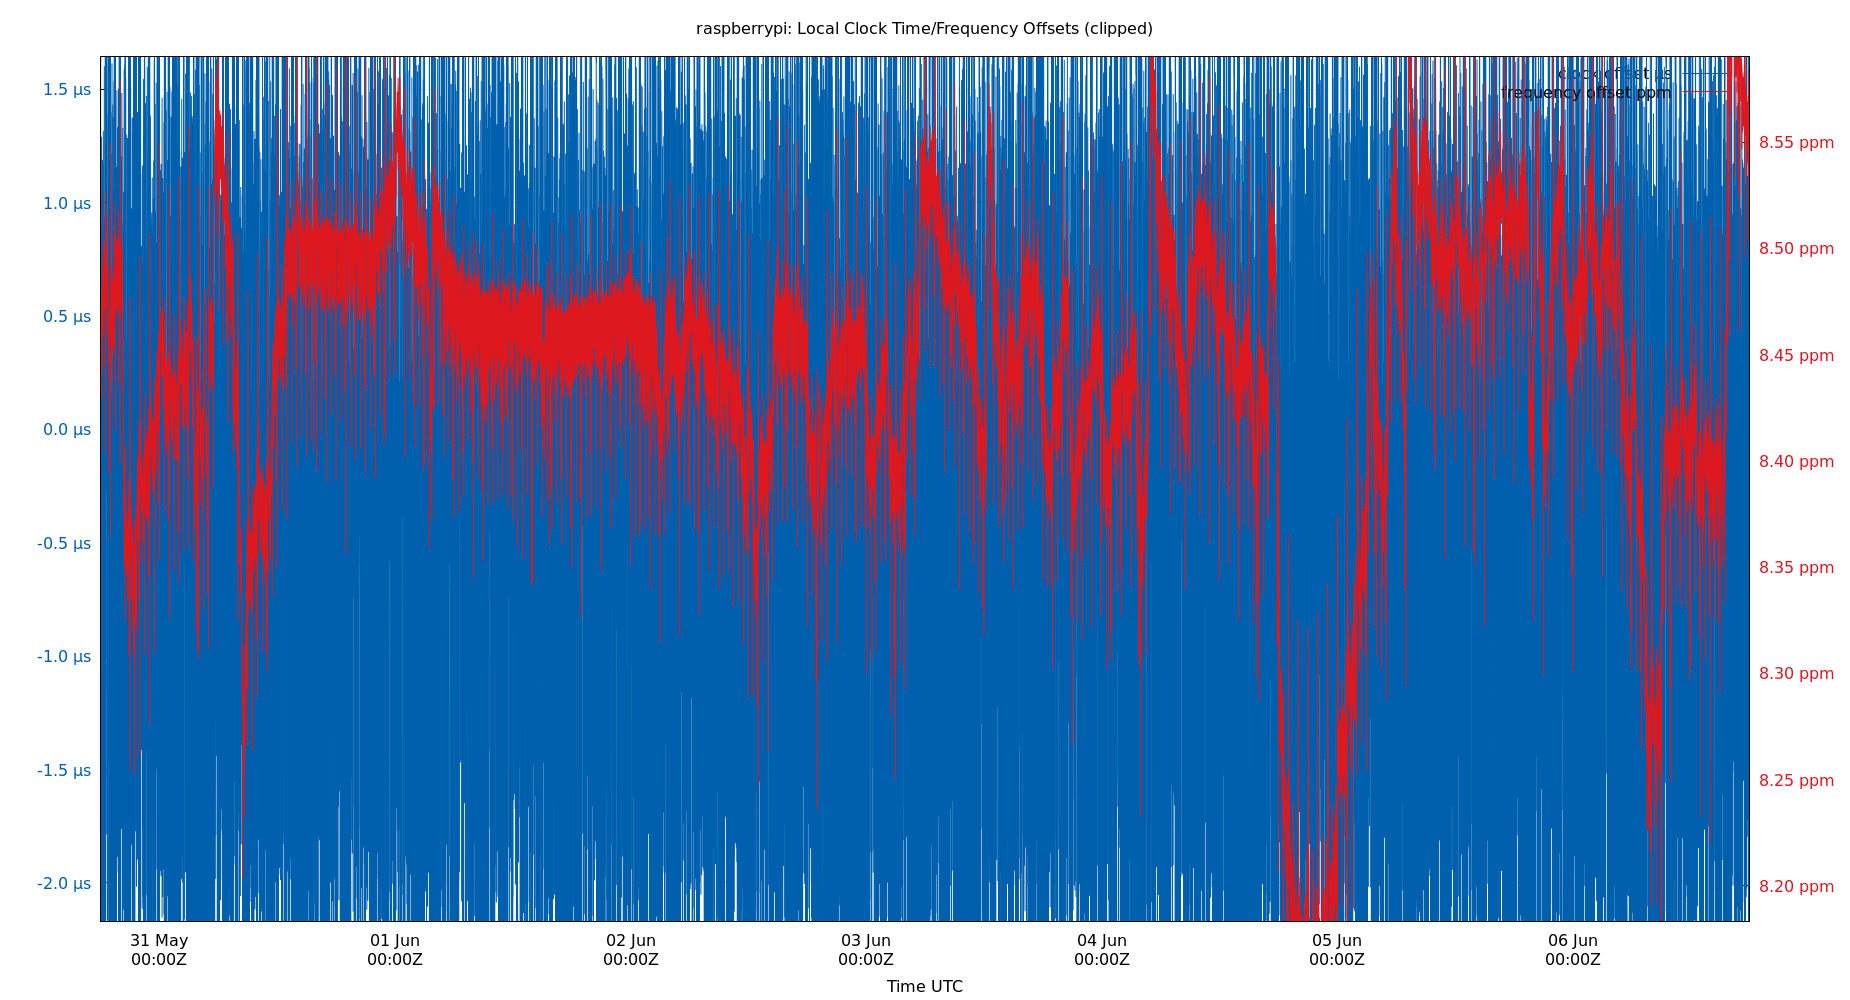 raspberrypi: Local Clock Time/Frequency Offsets (clipped)
clock offset µs
frequency offset ppm
1.5 µs
1.0 µs
0.5 µs
0.0 µs
-0.5 µs
-1.0 µs
-1.5 µs
-2.0 µs
8.55 ppm
8.50 ppm
8.45 ppm
8.40 ppm
8.35 ppm
8.30 ppm
8.25 ppm
8.20 ppm
31 May 01 Jun 02 Jun 03 Jun 04 Jun 05 Jun 06 Jun
00:00Z 00:00Z 00:00Z 00:00Z 00:00Z 00:00Z 00:00Z
Time UTC